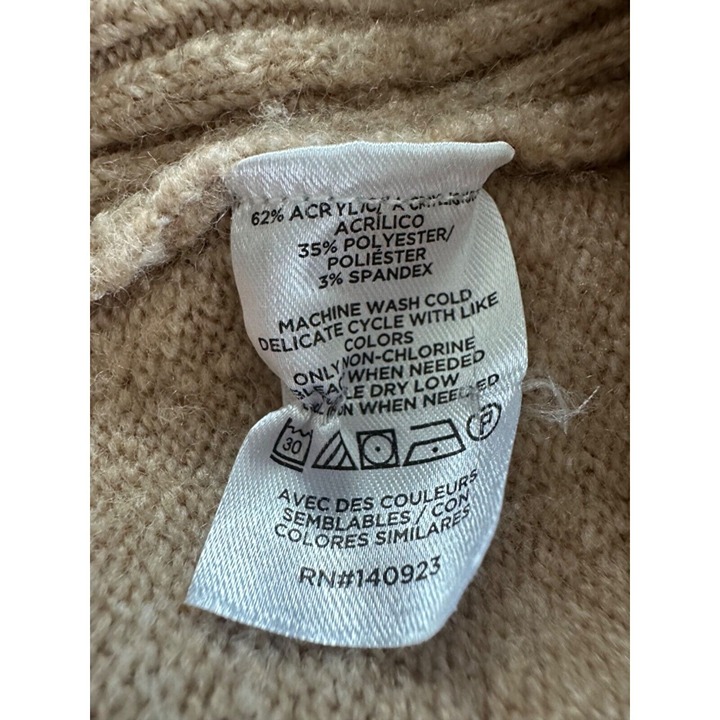 62% ACRYLIC/
ACRÍLICO
35% POLYESTER/
POLIÉSTER
3% SPANDEX
MACHINE WASH COLD
DELICATE CYCLE WITH LIKE
COLORS
ONLY NON-CHLORINE
WHEN NEEDED
DRY LOW
WHEN NEEDED
30
P
AVEC DES COULEURS
SEMBLABLES / CON
COLORES SIMILARES
RN#140923